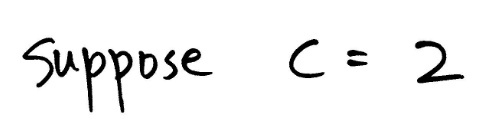 Suppose C = 2